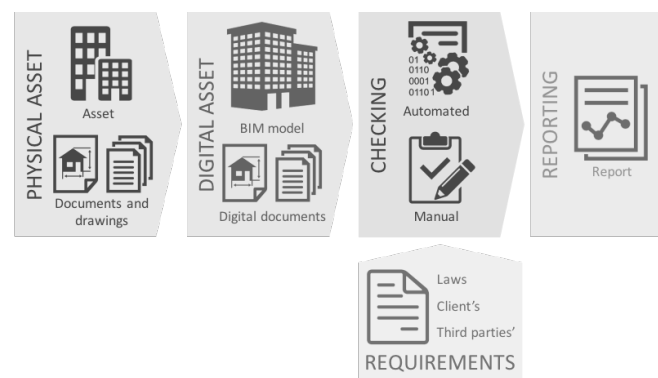 PHYSICAL ASSET
Asset
Documents and
drawings
DIGITAL ASSET
BIM model
Digital documents
CHECKING
01
0110
0001
01101
Automated
Manual
REPORTING
Report
Laws
Client's
Third parties'
REQUIREMENTS